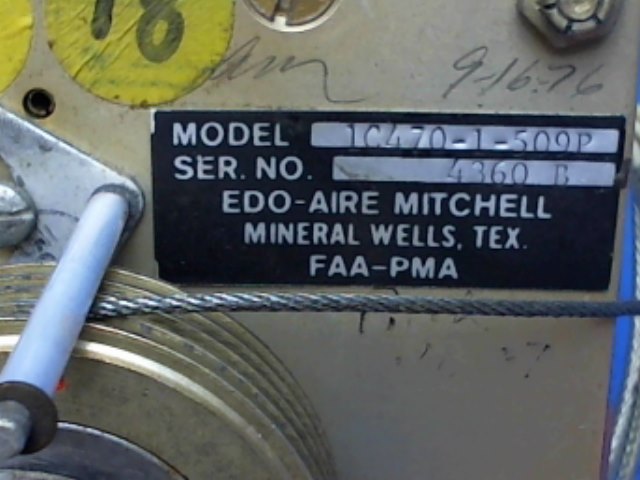 18
9-16-76
MODEL 1C470-1-509P
SER. NO. 4360 B
EDO-AIRE MITCHELL
MINERAL WELLS, TEX.
FAA-PMA